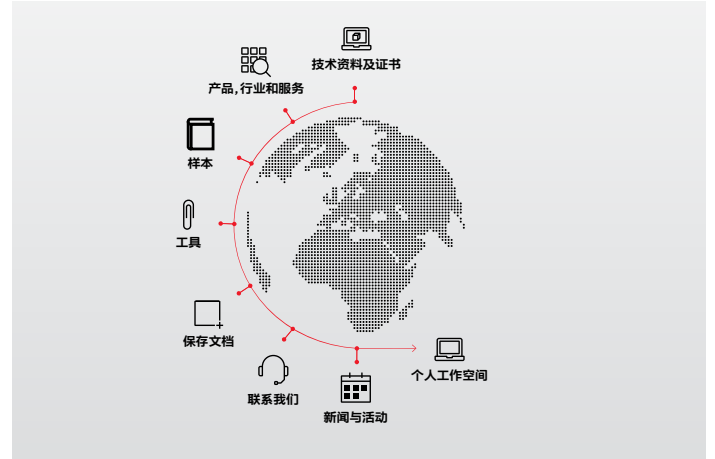 技术资料及证书
产品,行业和服务
样本
工具
保存文档
联系我们
新闻与活动
个人工作空间